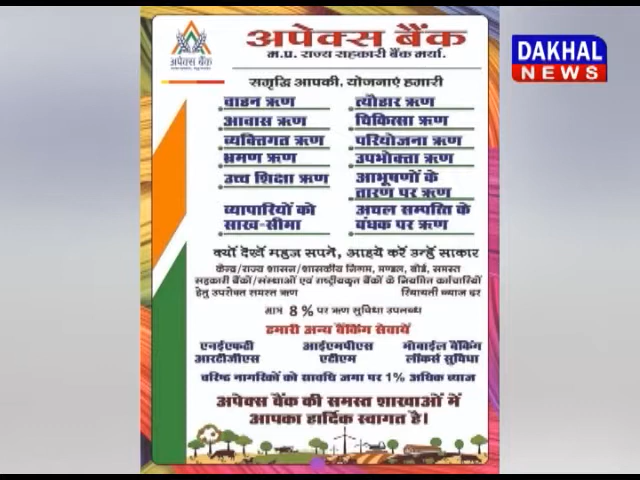 अपेक्स बैंक
म.प्र. राज्य सहकारी बैंक मर्या.
अपेक्स बैंक
DAKHAL
NEWS
समृद्धि आपकी, योजनाएं हमारी
वाहन ऋण
त्यौहार ऋण
आवास ऋण
चिकित्सा ऋण
व्यक्तिगत ऋण
परियोजना ऋण
भ्रमण ऋण
उपभोक्ता ऋण
उच्च शिक्षा ऋण
आभूषणों के
तारण पर ऋण
व्यापारियों को
साख-सीमा
अचल सम्पत्ति के
बंधक पर ऋण
क्यों देखें महज सपने, आइये करें उन्हें साकार
केन्द्र/राज्य शासन/शासकीय निगम, मण्डल, बोर्ड, समस्त
सहकारी बैंकों/संस्थाओं एवं राष्ट्रीयकृत बैंकों के नियमित कर्मचारियों
हेतु उपरोक्त समस्त ऋण
रियायती ब्याज दर
मात्र 8% पर ऋण सुविधा उपलब्ध
हमारी अन्य बैंकिंग सेवायें
एनईएफटी
आईएमपीएस
मोबाईल बैंकिंग
आरटीजीएस
एटीएम
लॉकर्स सुविधा
वरिष्ठ नागरिकों को सावधि जमा पर 1% अधिक ब्याज
अपेक्स बैंक की समस्त शाखाओं में
आपका हार्दिक स्वागत है।